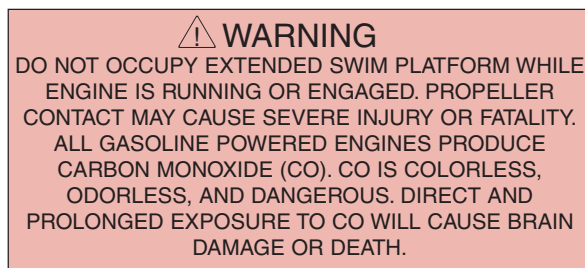 WARNING
DO NOT OCCUPY EXTENDED SWIM PLATFORM WHILE
ENGINE IS RUNNING OR ENGAGED. PROPELLER
CONTACT MAY CAUSE SEVERE INJURY OR FATALITY.
ALL GASOLINE POWERED ENGINES PRODUCE
CARBON MONOXIDE (CO). CO IS COLORLESS,
ODORLESS, AND DANGEROUS. DIRECT AND
PROLONGED EXPOSURE TO CO WILL CAUSE BRAIN
DAMAGE OR DEATH.